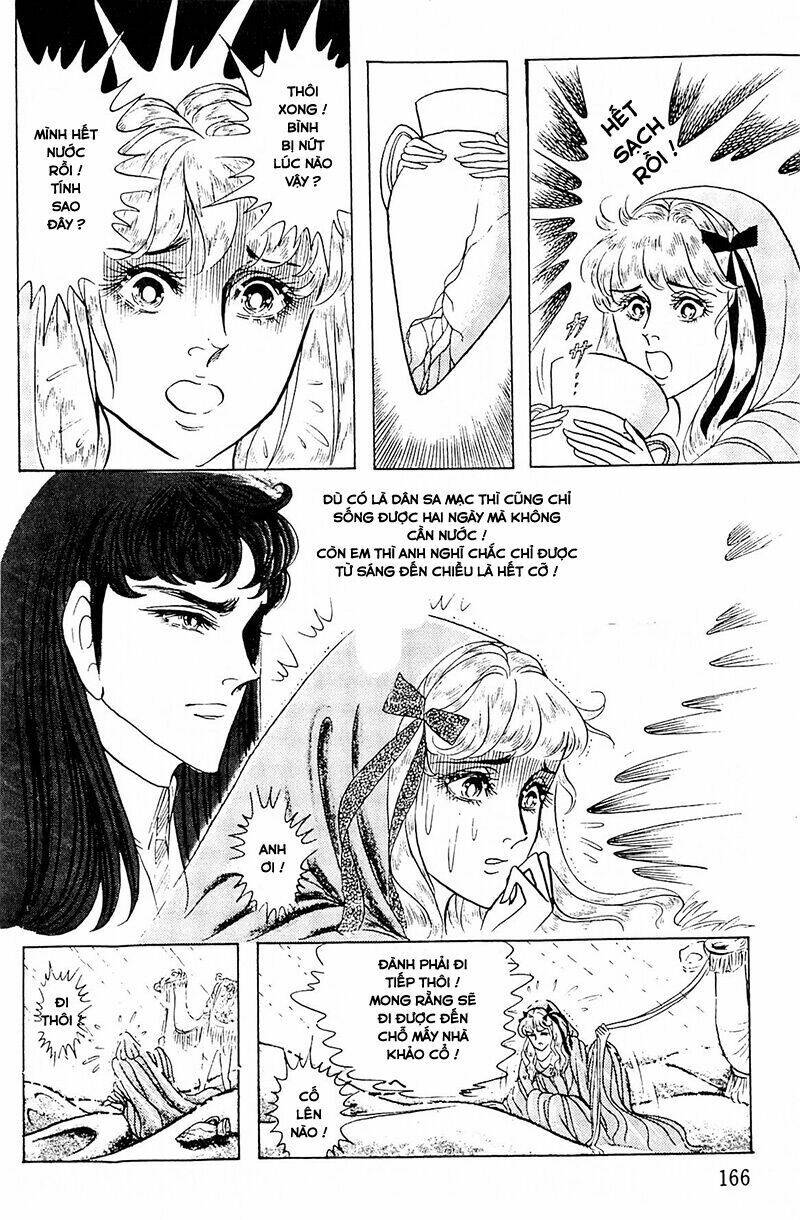 HẾT
SẠCH
RỒI !
ガタ
…
THÔI
XONG !
BÌNH
BỊ NỨT
LÚC NÀO
VẬY ?
MÌNH HẾT
NƯỚC
RỒI !
TÍNH
SAO
ĐÂY ?
DÙ CÓ LÀ DÂN SA MẠC THÌ CŨNG CHỈ
SỐNG ĐƯỢC HAI NGÀY MÀ KHÔNG
CẦN NƯỚC !
CÒN EM THÌ ANH NGHĨ CHẮC CHỈ ĐƯỢC
TỪ SÁNG ĐẾN CHIỀU LÀ HẾT CỠ !
ANH
ƠI !
ĐÀNH PHẢI ĐI
TIẾP THÔI !
MONG RẰNG SẼ
ĐI ĐƯỢC ĐẾN
CHỖ MẤY NHÀ
KHẢO CỔ !
CỐ
LÊN
NÀO !
ĐI
THÔI !
166